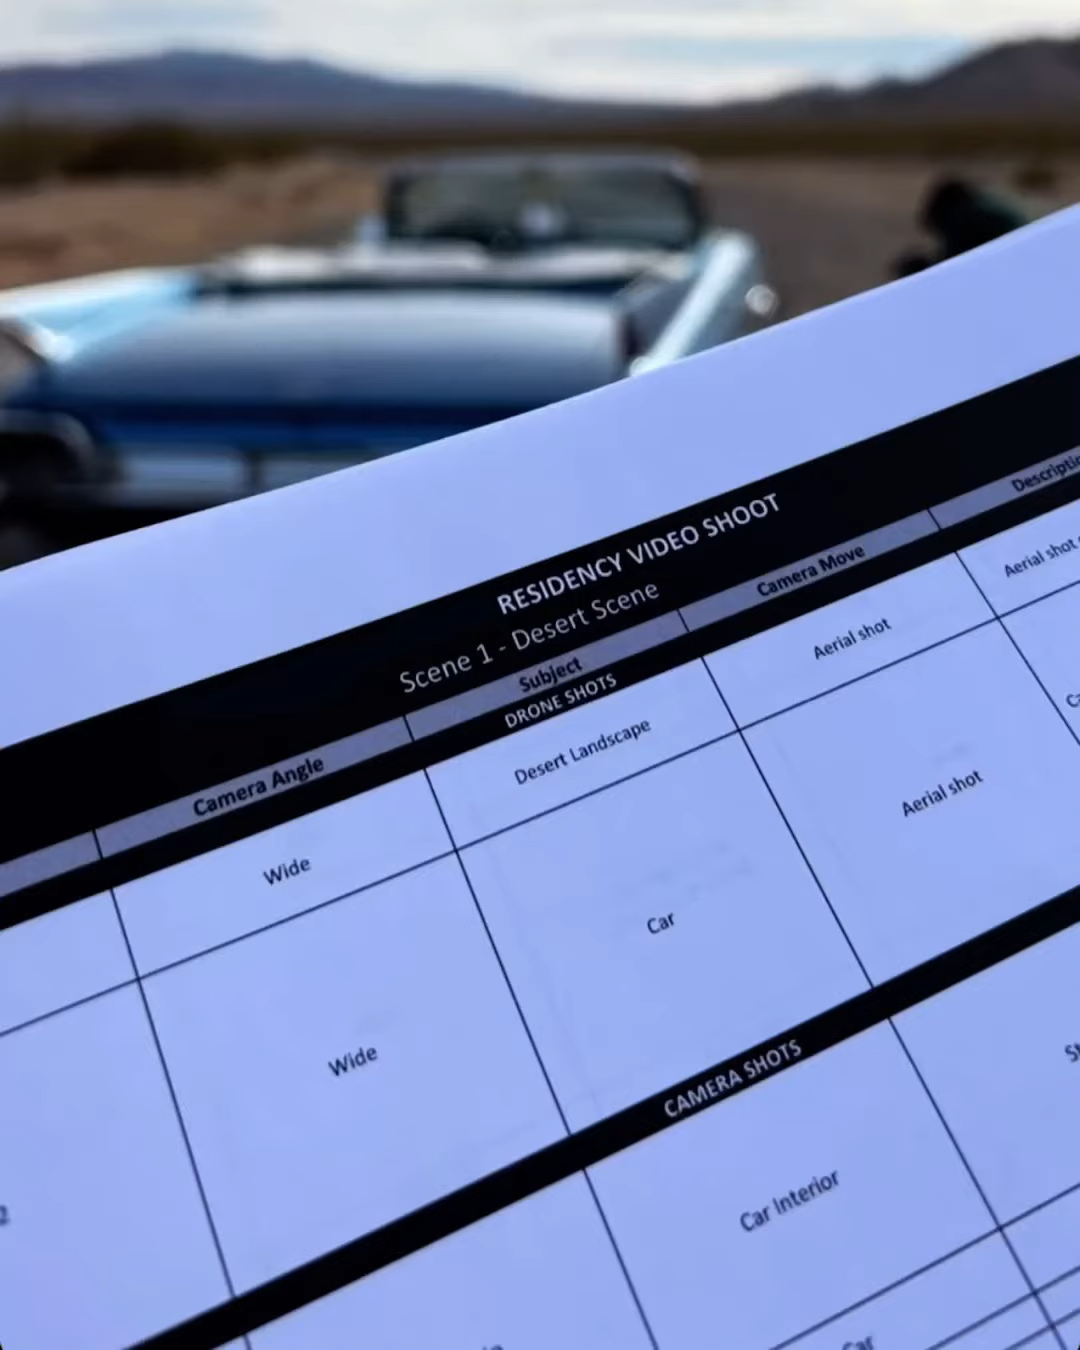 RESIDENCY VIDEO SHOOT
Scene 1 - Desert Scene
Camera Angle Subject Camera Move
DRONE SHOTS
Wide Desert Landscape Aerial shot Aerial shot
2 Wide Car Aerial shot
CAMERA SHOTS
Car Interior
Car